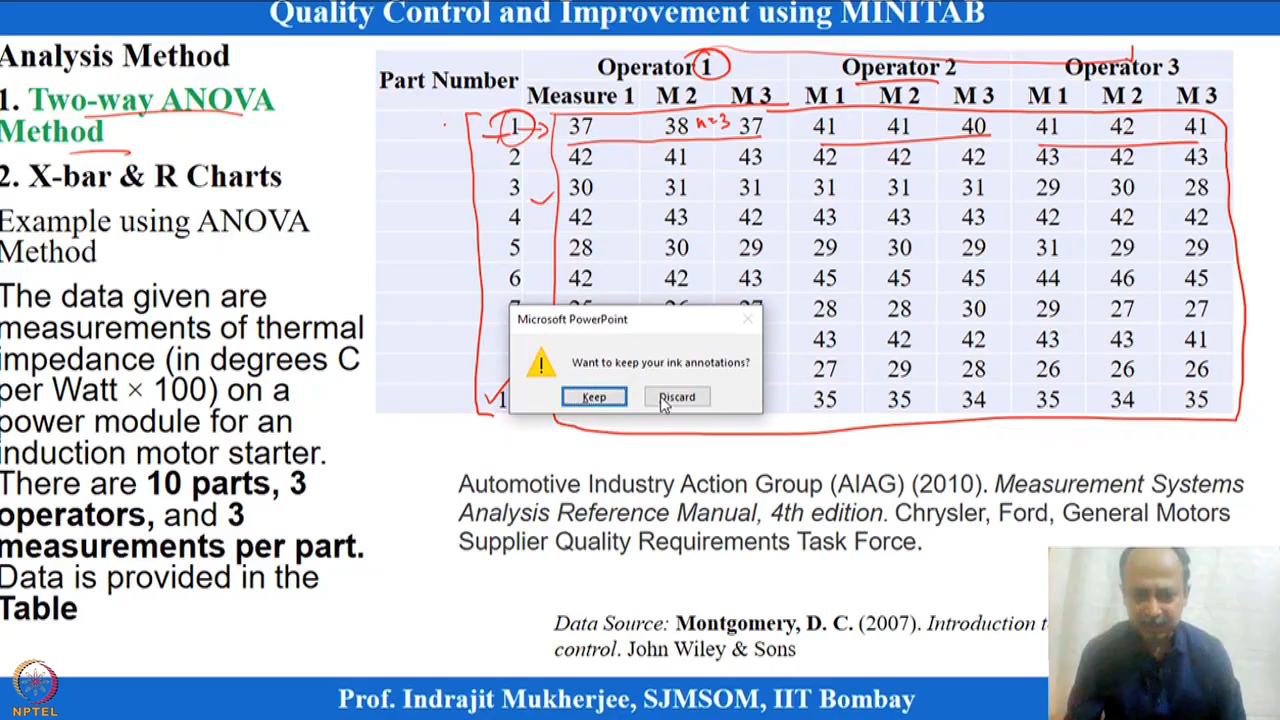 Quality Control and Improvement using MINITAB
Analysis Method
1. Two-way ANOVA
Method
2. X-bar & R Charts
Example using ANOVA
Method
The data given are
measurements of thermal
impedance (in degrees C
per Watt × 100) on a
power module for an
induction motor starter.
There are 10 parts, 3
operators, and 3
measurements per part.
Data is provided in the
Table
Part Number Operator 1 Operator 2 Operator 3
Measure 1 M 2 M 3 M 1 M 2 M 3 M 1 M 2 M 3
1 37 38 n=3 37 41 41 40 41 42 41
2 42 41 43 42 42 42 43 42 43
3 30 31 31 31 31 31 29 30 28
4 42 43 42 43 43 43 42 42 42
5 28 30 29 29 30 29 31 29 29
6 42 42 43 45 45 45 44 46 45
28 28 30 29 27 27
43 42 42 43 43 41
27 29 28 26 26 26
1 35 35 34 35 34 35
Microsoft PowerPoint
Want to keep your ink annotations?
Keep Discard
Automotive Industry Action Group (AIAG) (2010). Measurement Systems
Analysis Reference Manual, 4th edition. Chrysler, Ford, General Motors
Supplier Quality Requirements Task Force.
Data Source: Montgomery, D. C. (2007). Introduction
control. John Wiley & Sons
NPTEL
Prof. Indrajit Mukherjee, SJMSOM, IIT Bombay